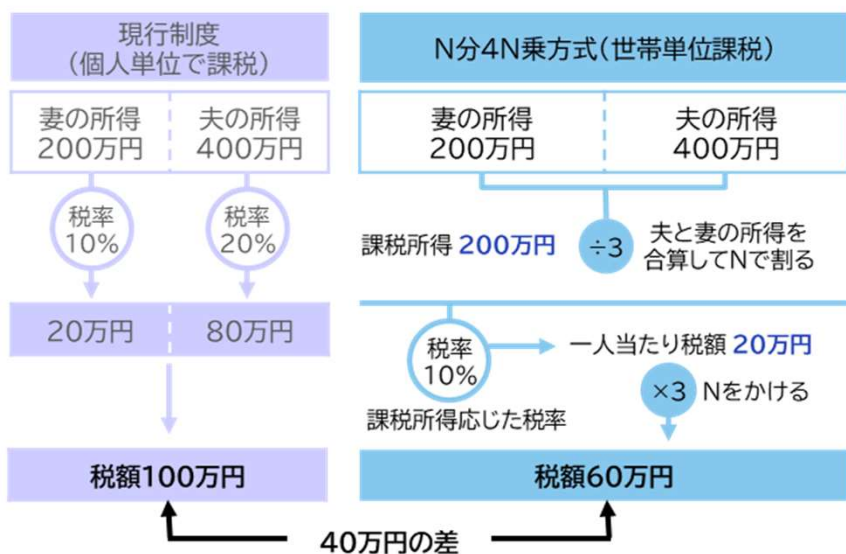 現行制度
(個人単位で課税)
妻の所得
200万円
夫の所得
400万円
税率
10%
税率
20%
20万円
80万円
税額100万円
N分4N乗方式(世帯単位課税)
妻の所得
200万円
夫の所得
400万円
課税所得 200万円
÷3
夫と妻の所得を
合算してNで割る
税率
10%
一人当たり税額 20万円
課税所得応じた税率
×3
Nをかける
税額60万円
40万円の差